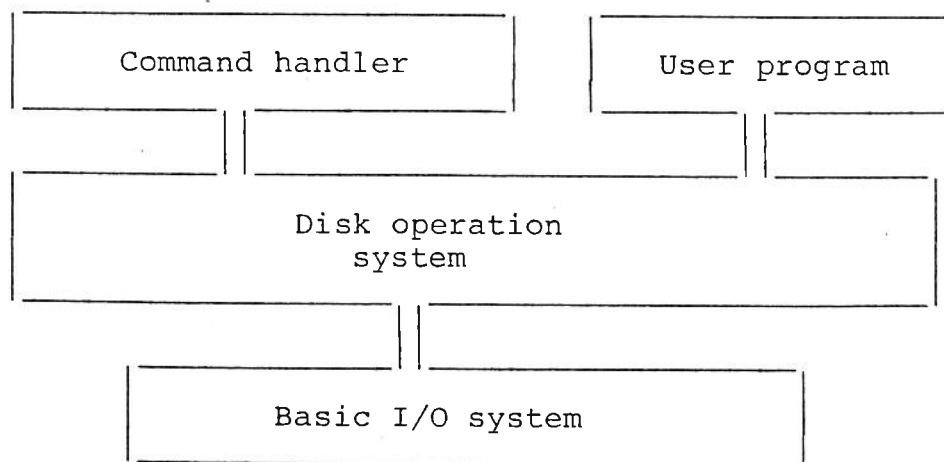 Command handler
User program
Disk operation
system
Basic I/O system